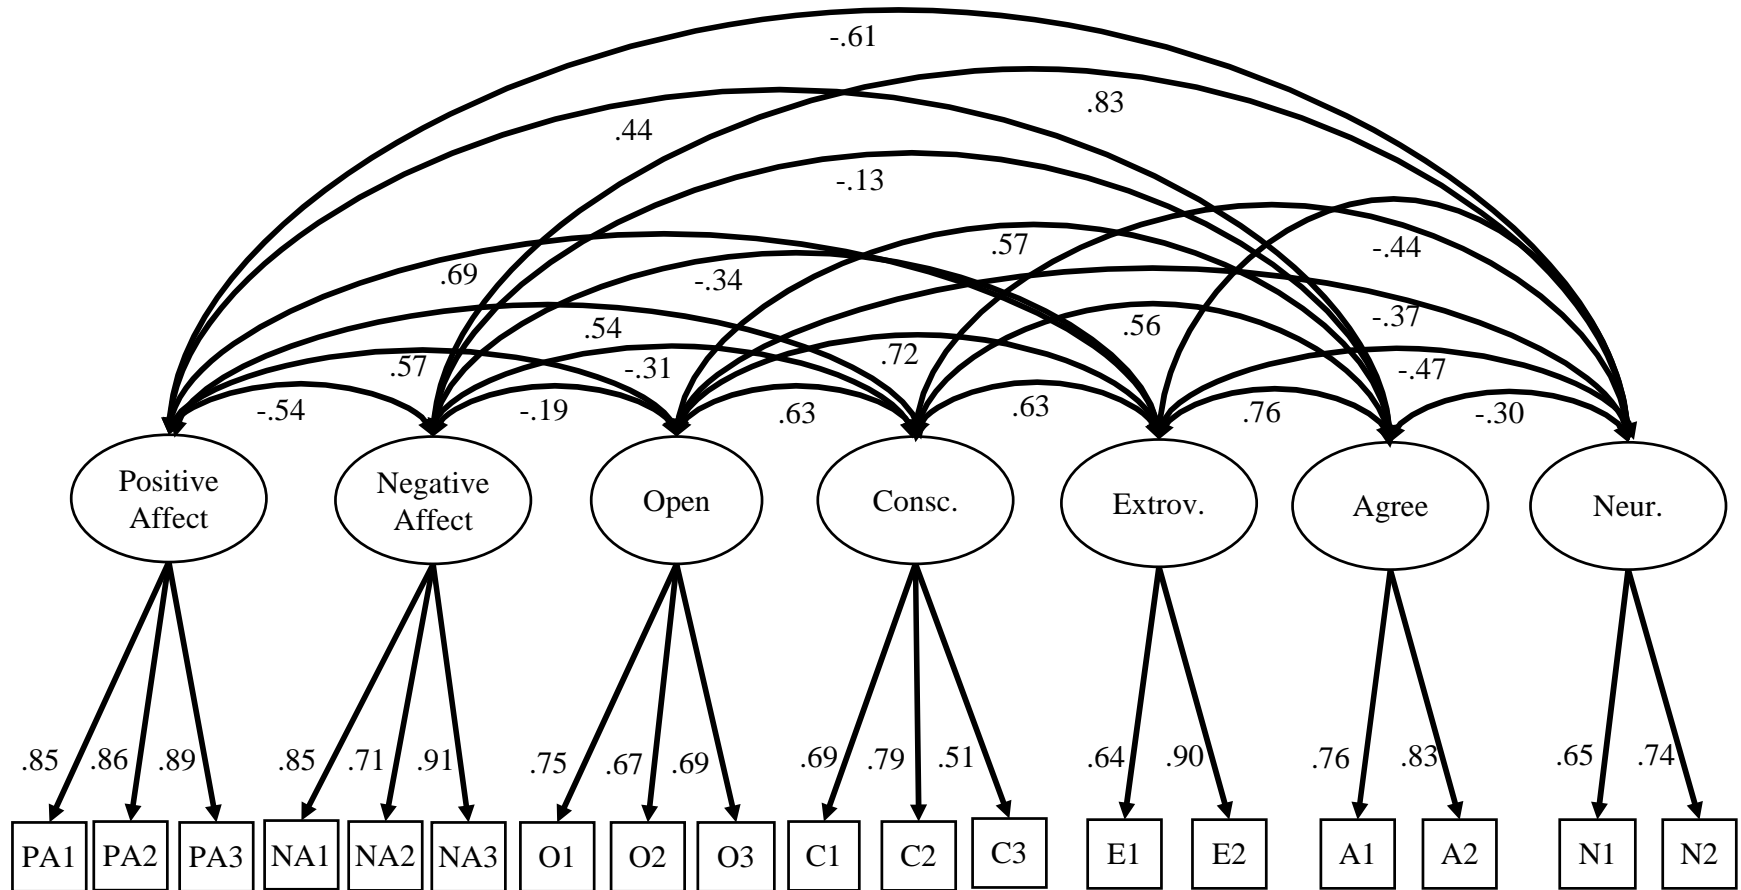 -.61
.83
.44
-.13
.57
-.44
.69
-.34
-.37
.54
.56
.72
.57
-.31
-.47
-.54
-.19
.63
.63
.76
-.30
Positive
Affect
Negative
Affect
Open
Consc.
Extrov.
Agree
Neur.
.85
.86
.89
.85
.71
.91
.75
.67
.69
.69
.79
.51
.64
.90
.76
.83
.65
.74
PA1
PA2
PA3
NA1
NA2
NA3
O1
O2
O3
C1
C2
C3
E1
E2
A1
A2
N1
N2